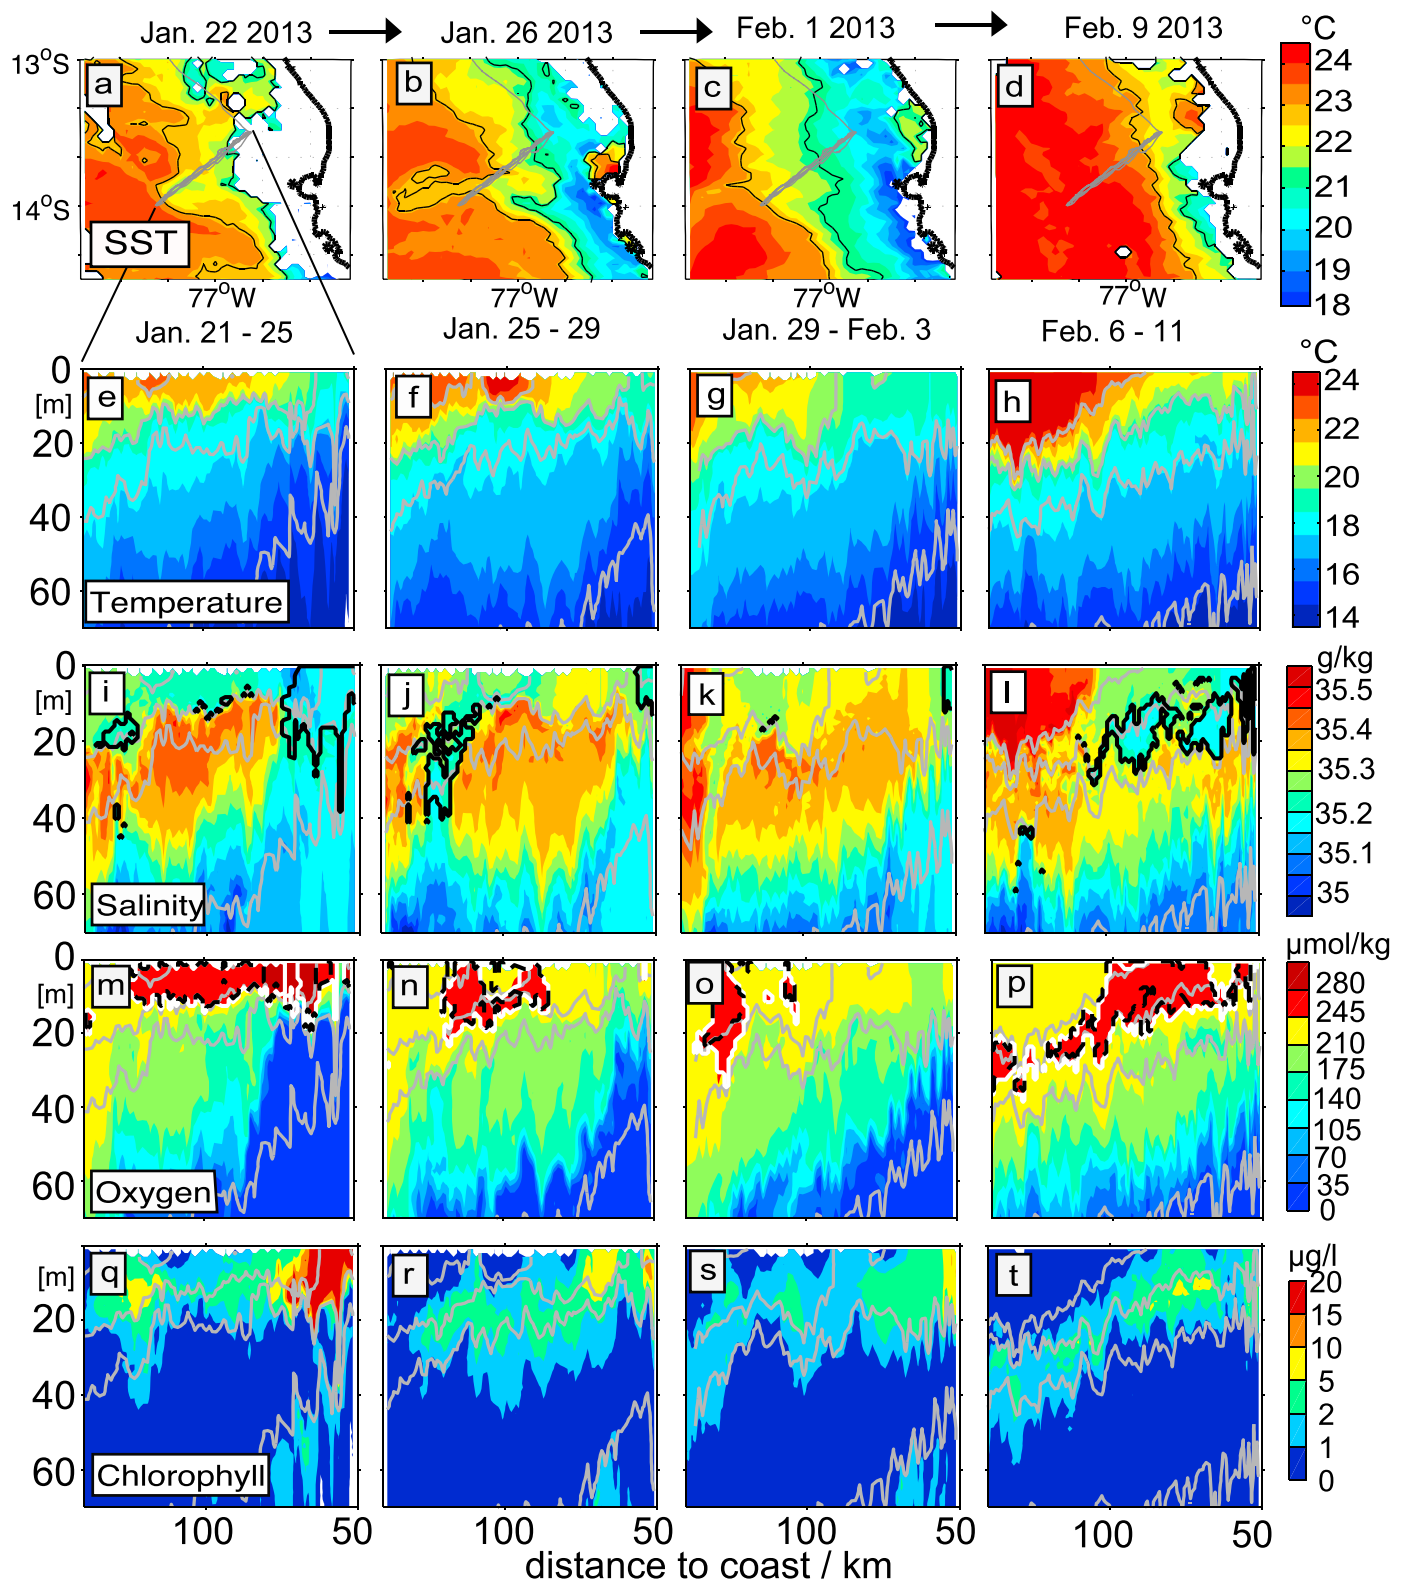 Jan. 22 2013 Jan. 26 2013 Feb. 1 2013 Feb. 9 2013 °C
13°S a b c d 24
23
22
21
14°S 20
SST 19
18
77°W 77°W 77°W 77°W
Jan. 21 - 25 Jan. 25 - 29 Jan. 29 - Feb. 3 Feb. 6 - 11
°C
0 e f g h 24
[m] 22
20 20
40 18
16
60 Temperature 14
g/kg
0 i j k l 35.5
[m] 35.4
20 35.3
40 35.2
35.1
60 Salinity 35
µmol/kg
0 m n o p 280
[m] 245
20 210
175
40 140
105
70
60 Oxygen 35
0
µg/l
[m] q r s t 20
20 15
10
40 5
2
60 Chlorophyll 1
0
100 50 100 50 100 50 100 50
distance to coast / km